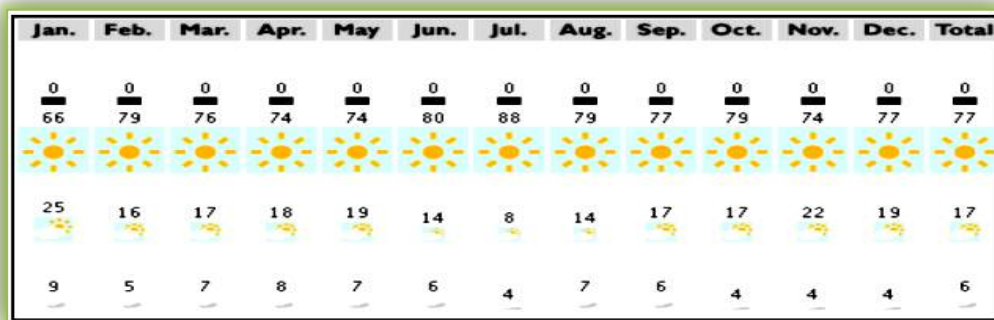 Jan. Feb. Mar. Apr. May Jun. Jul. Aug. Sep. Oct. Nov. Dec. Total
0 0 0 0 0 0 0 0 0 0 0 0 0
66 79 76 74 74 80 88 79 77 79 74 77 77
25 16 17 18 19 14 8 14 17 17 22 19 17
9 5 7 8 7 6 4 7 6 4 4 4 6